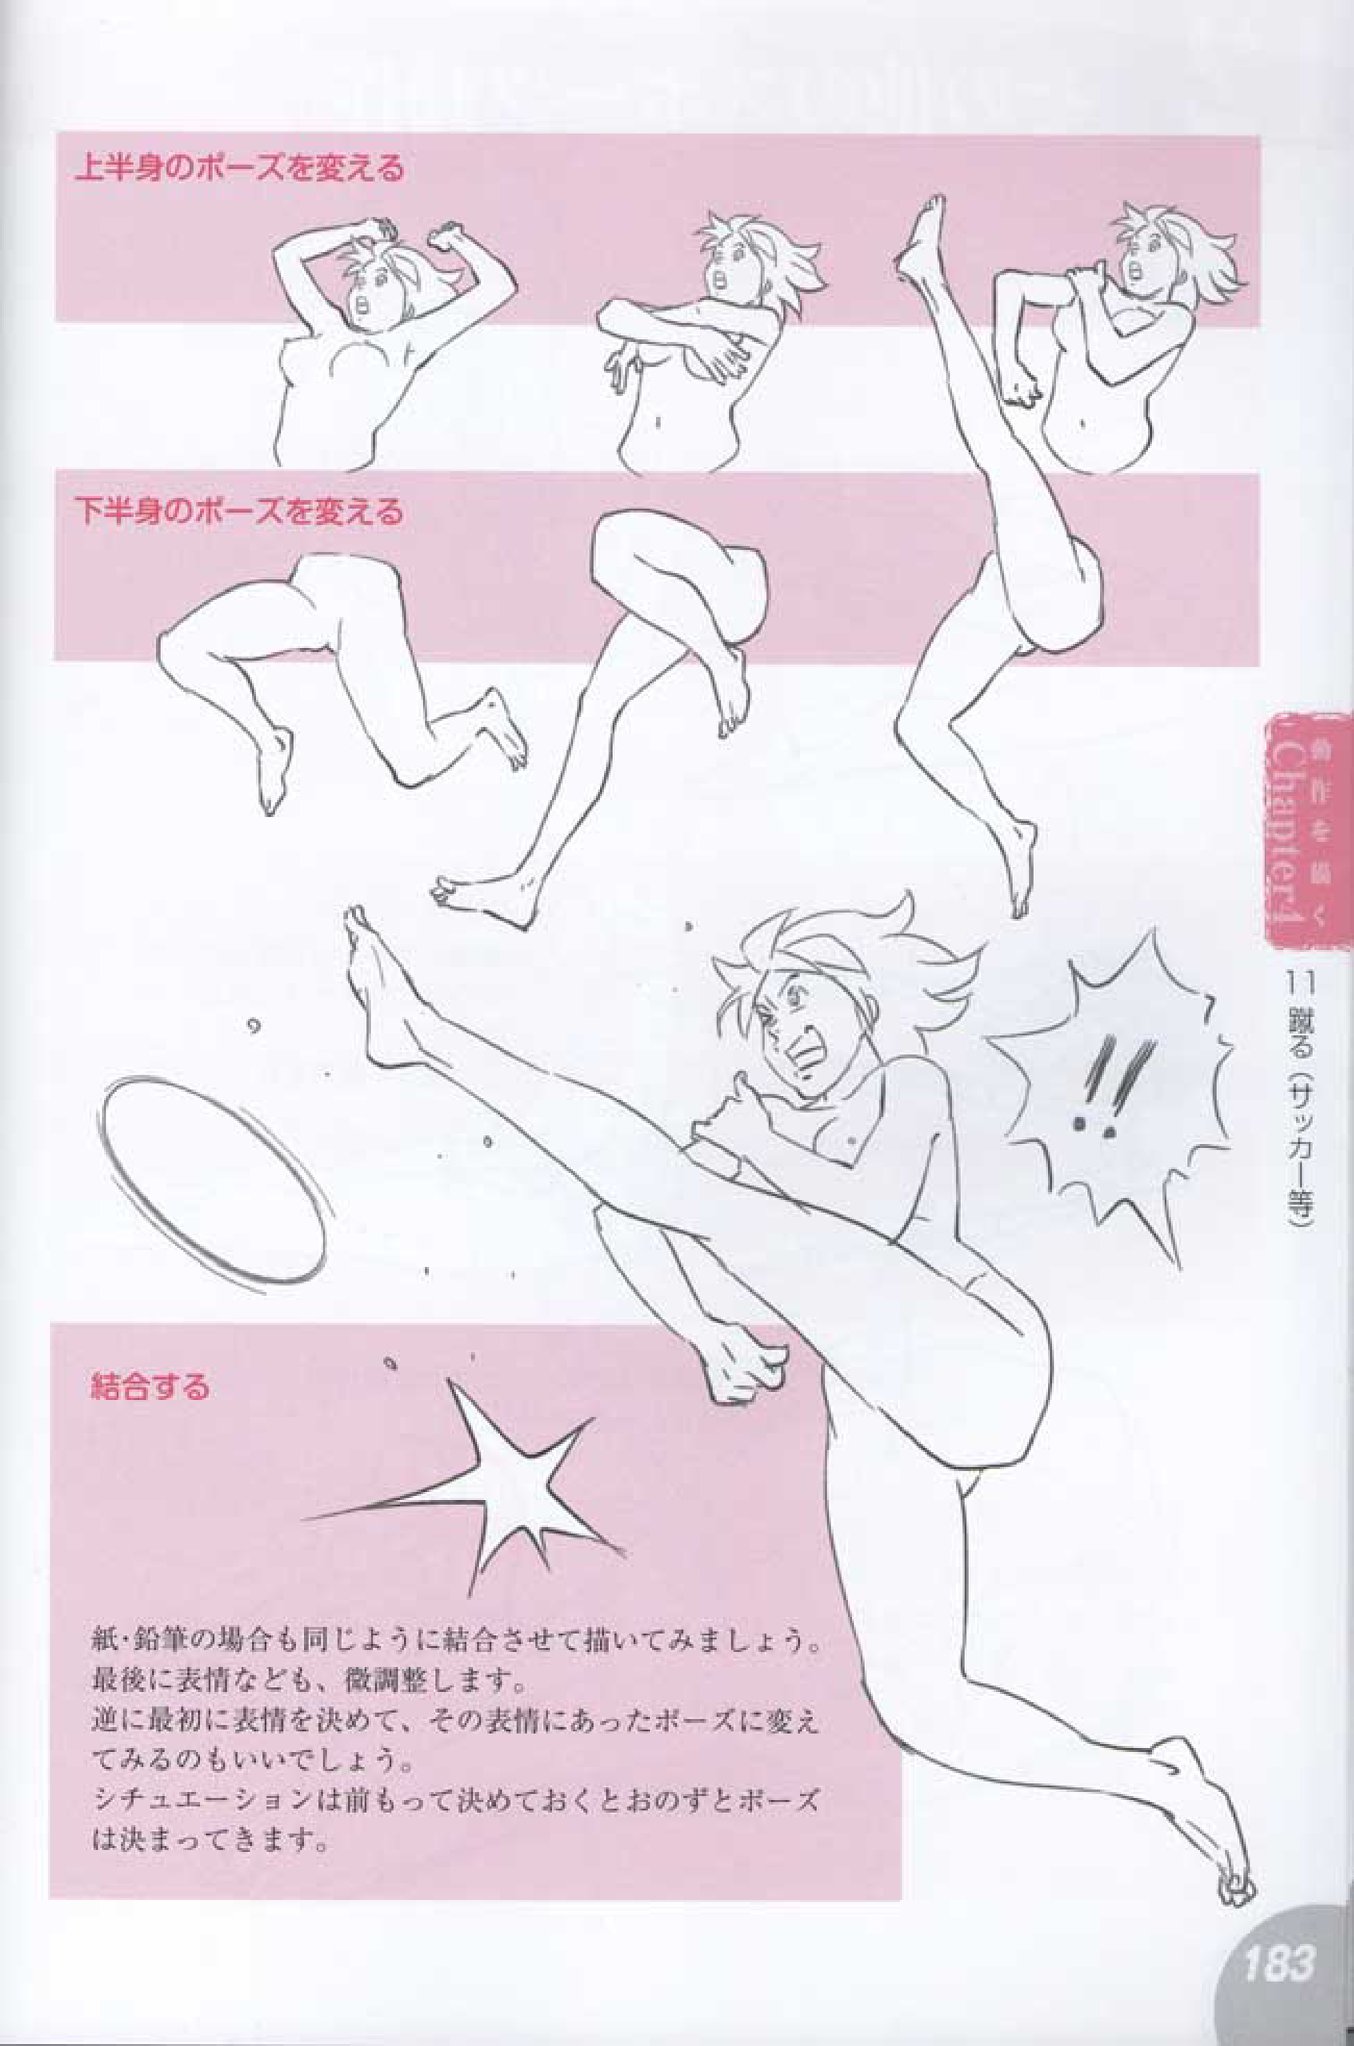 上半身のポーズを変える
下半身のポーズを変える
動作を描く
Chapter4
11 蹴る（サッカー等）
!!
結合する
紙・鉛筆の場合も同じように結合させて描いてみましょう。
最後に表情なども、微調整します。
逆に最初に表情を決めて、その表情にあったポーズに変え
てみるのもいいでしょう。
シチュエーションは前もって決めておくとおのずとポーズ
は決まってきます。
183